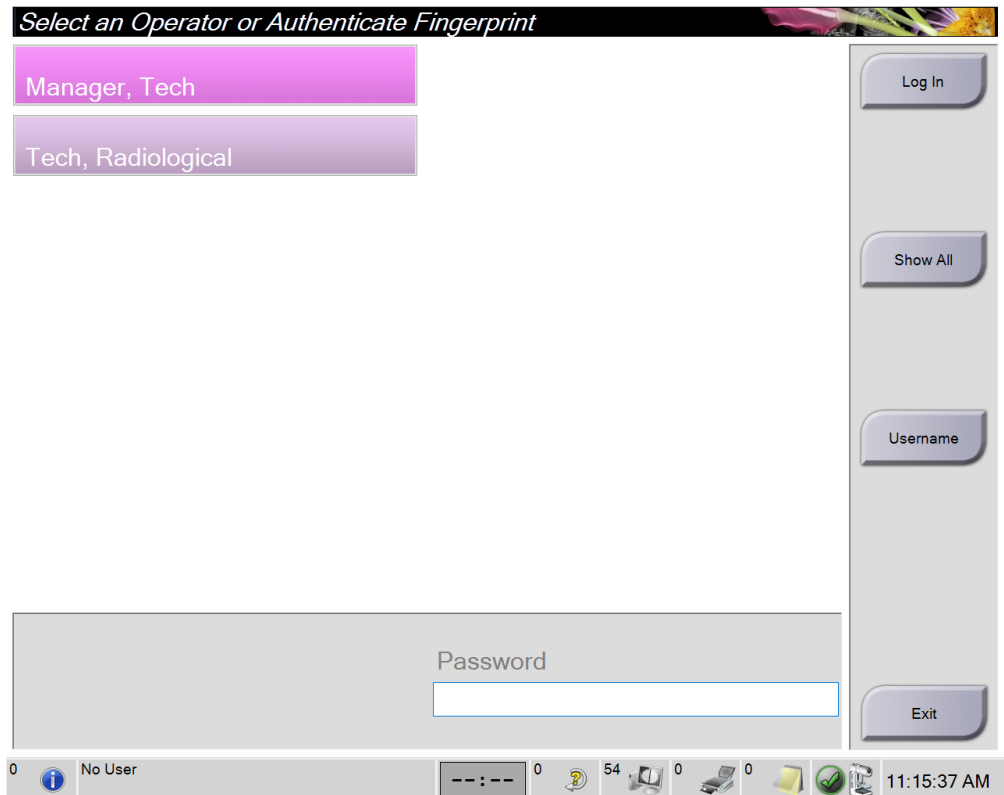 Select an Operator or Authenticate Fingerprint
Manager, Tech
Log In
Tech, Radiological
Show All
Username
Password
Exit
0 No User --:-- 0 54 0 0 11:15:37 AM